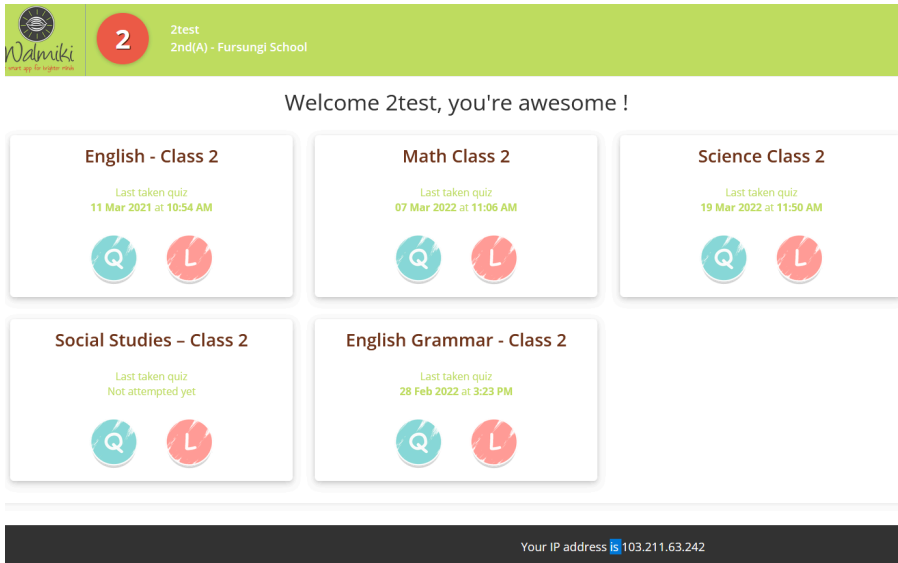 Walmiki
smart app for brighter minds
2
2test
2nd(A) - Fursungi School
Welcome 2test, you're awesome !
English - Class 2
Last taken quiz
11 Mar 2021 at 10:54 AM
Q L
Math Class 2
Last taken quiz
07 Mar 2022 at 11:06 AM
Q L
Science Class 2
Last taken quiz
19 Mar 2022 at 11:50 AM
Q L
Social Studies – Class 2
Last taken quiz
Not attempted yet
Q L
English Grammar - Class 2
Last taken quiz
28 Feb 2022 at 3:23 PM
Q L
Your IP address is 103.211.63.242